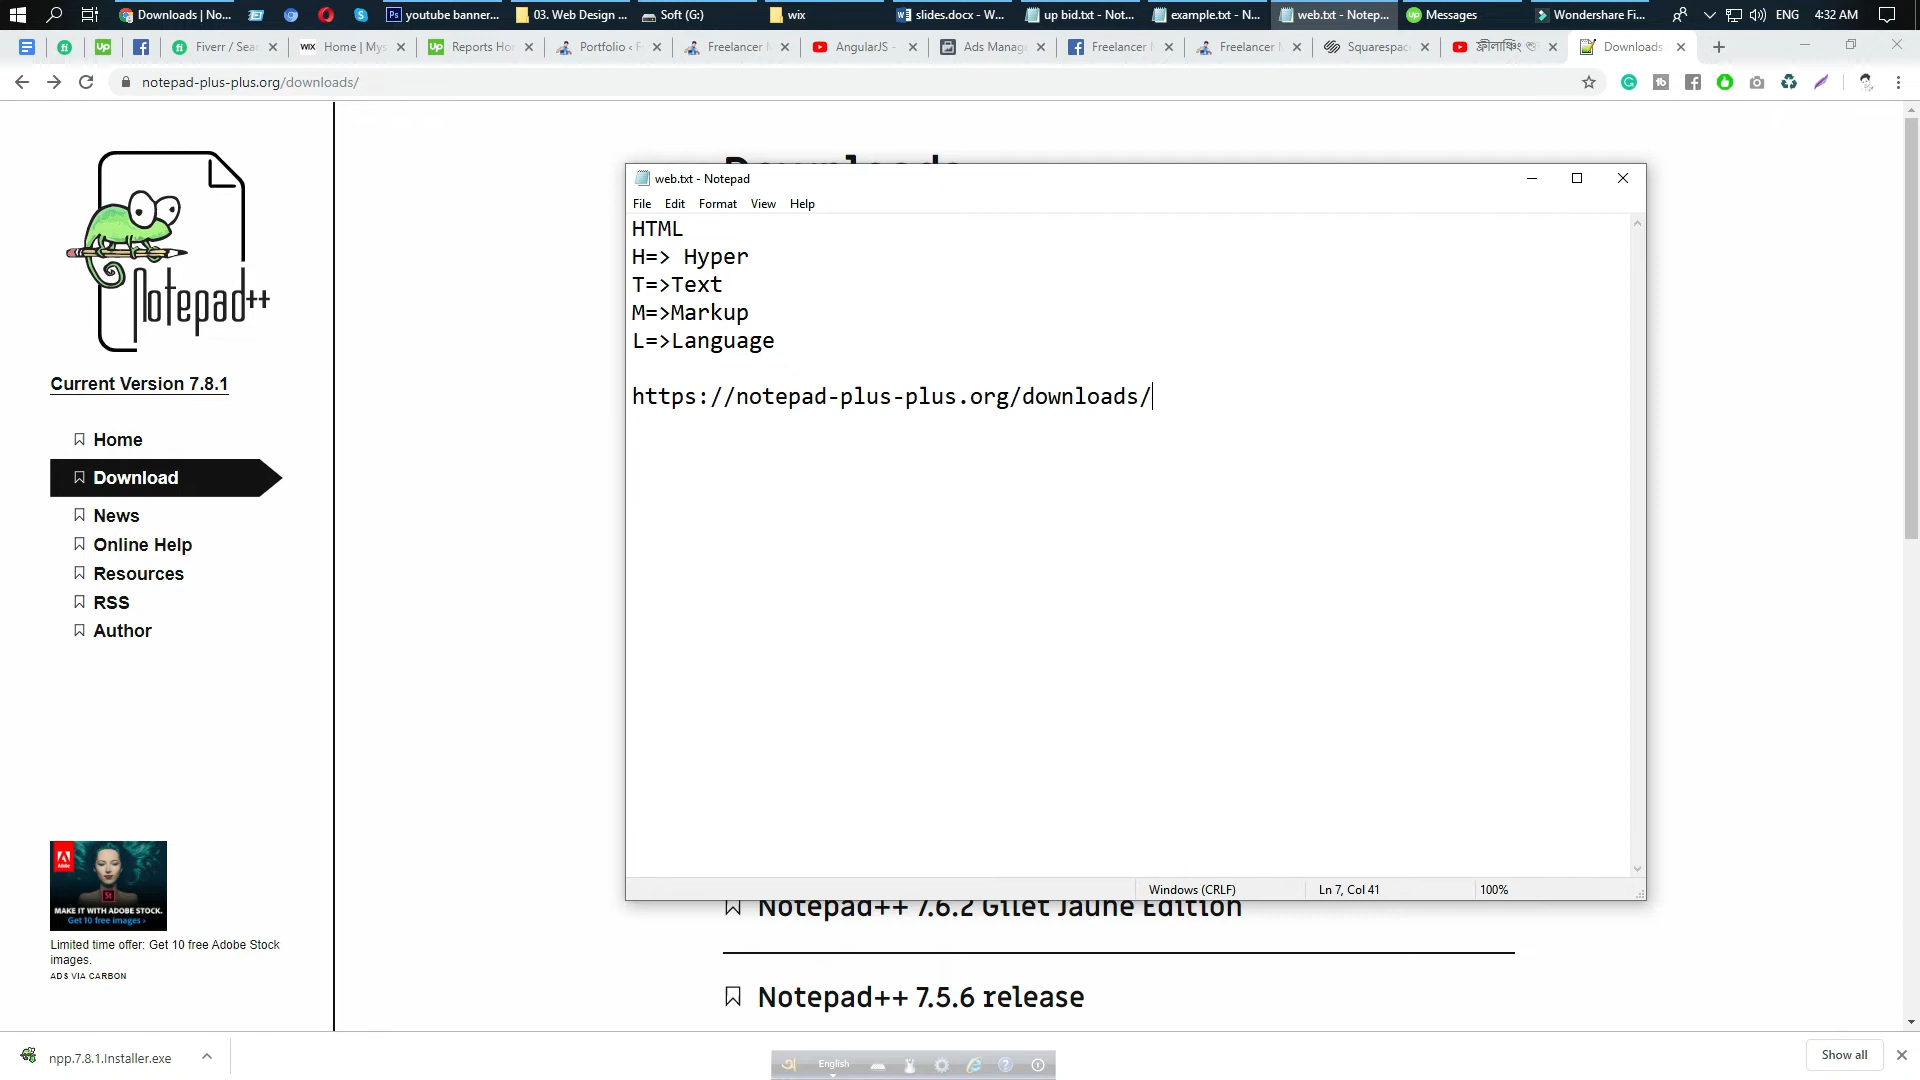 Downloads | No...
youtube banner...
03. Web Design ...
Soft (G:)
wix
slides.docx - W...
up bid.txt - Not...
example.txt - N...
web.txt - Notep...
Messages
Wondershare Fi...
ENG
4:32 AM
Fiverr / Sear
Home | Mys
Reports Hor
Portfolio ‹ F
Freelancer
AngularJS -
Ads Manage
Freelancer
Freelancer
Squarespac
Downloads
notepad-plus-plus.org/downloads/
Notepad++
Current Version 7.8.1
Home
Download
News
Online Help
Resources
RSS
Author
MAKE IT WITH ADOBE STOCK.
Get 10 free images ›
Limited time offer: Get 10 free Adobe Stock
images.
ADS VIA CARBON
Downloads
web.txt - Notepad
File Edit Format View Help
HTML
H=> Hyper
T=>Text
M=>Markup
L=>Language
https://notepad-plus-plus.org/downloads/
Windows (CRLF) Ln 7, Col 41 100%
Notepad++ 7.6.2 Gilet Jaune Edition
Notepad++ 7.5.6 release
npp.7.8.1.Installer.exe
English
Show all